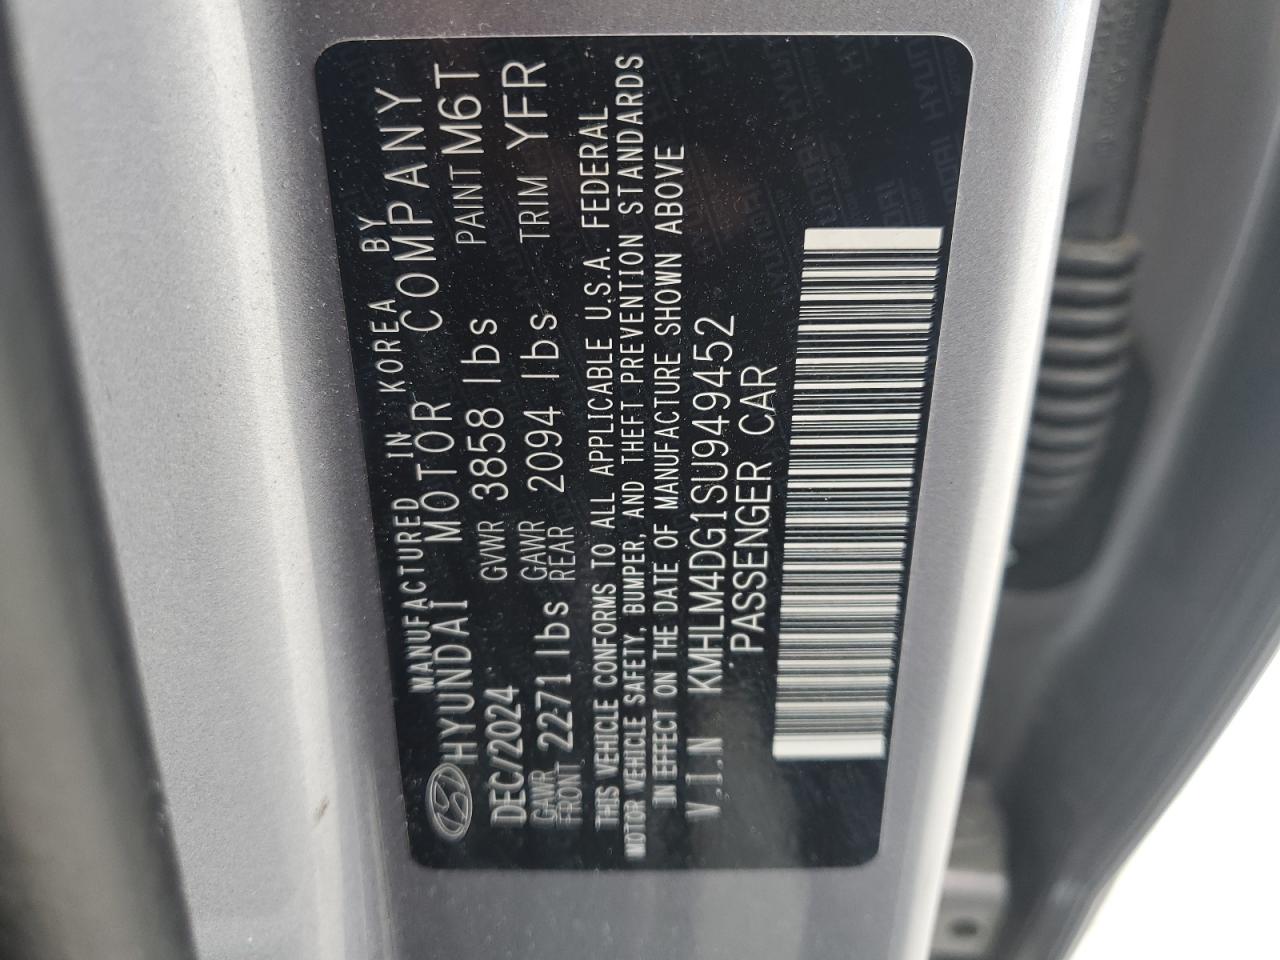 MANUFACTURED IN KOREA BY
HYUNDAI MOTOR COMPANY
DEC/2024 GVWR 3858 lbs PAINT M6T
GAWR FRONT 2271 lbs GAWR REAR 2094 lbs TRIM YFR
THIS VEHICLE CONFORMS TO ALL APPLICABLE U.S.A. FEDERAL
MOTOR VEHICLE SAFETY, BUMPER, AND THEFT PREVENTION STANDARDS
IN EFFECT ON THE DATE OF MANUFACTURE SHOWN ABOVE
V.I.N KMHLM4DG1SU949452
PASSENGER CAR